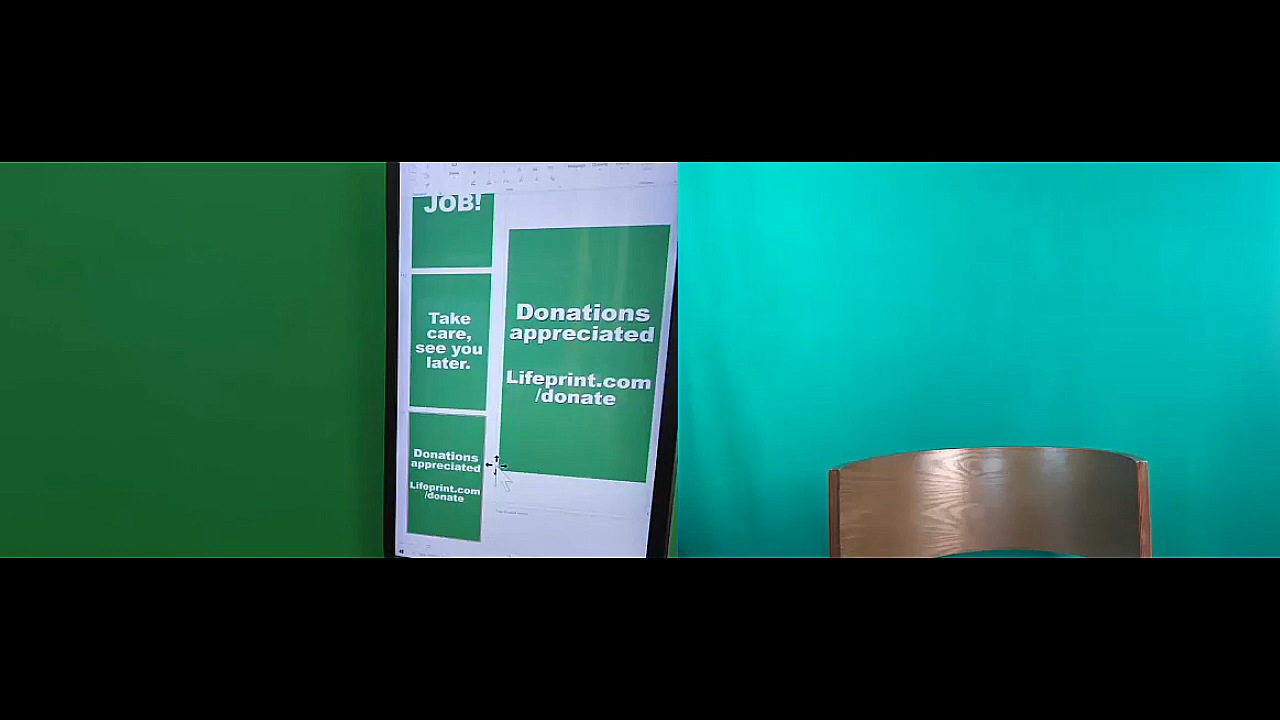 JOB!
Take
care,
see you
later.
Donations
appreciated
Lifeprint.com
/donate
Donations
appreciated
Lifeprint.com
/donate